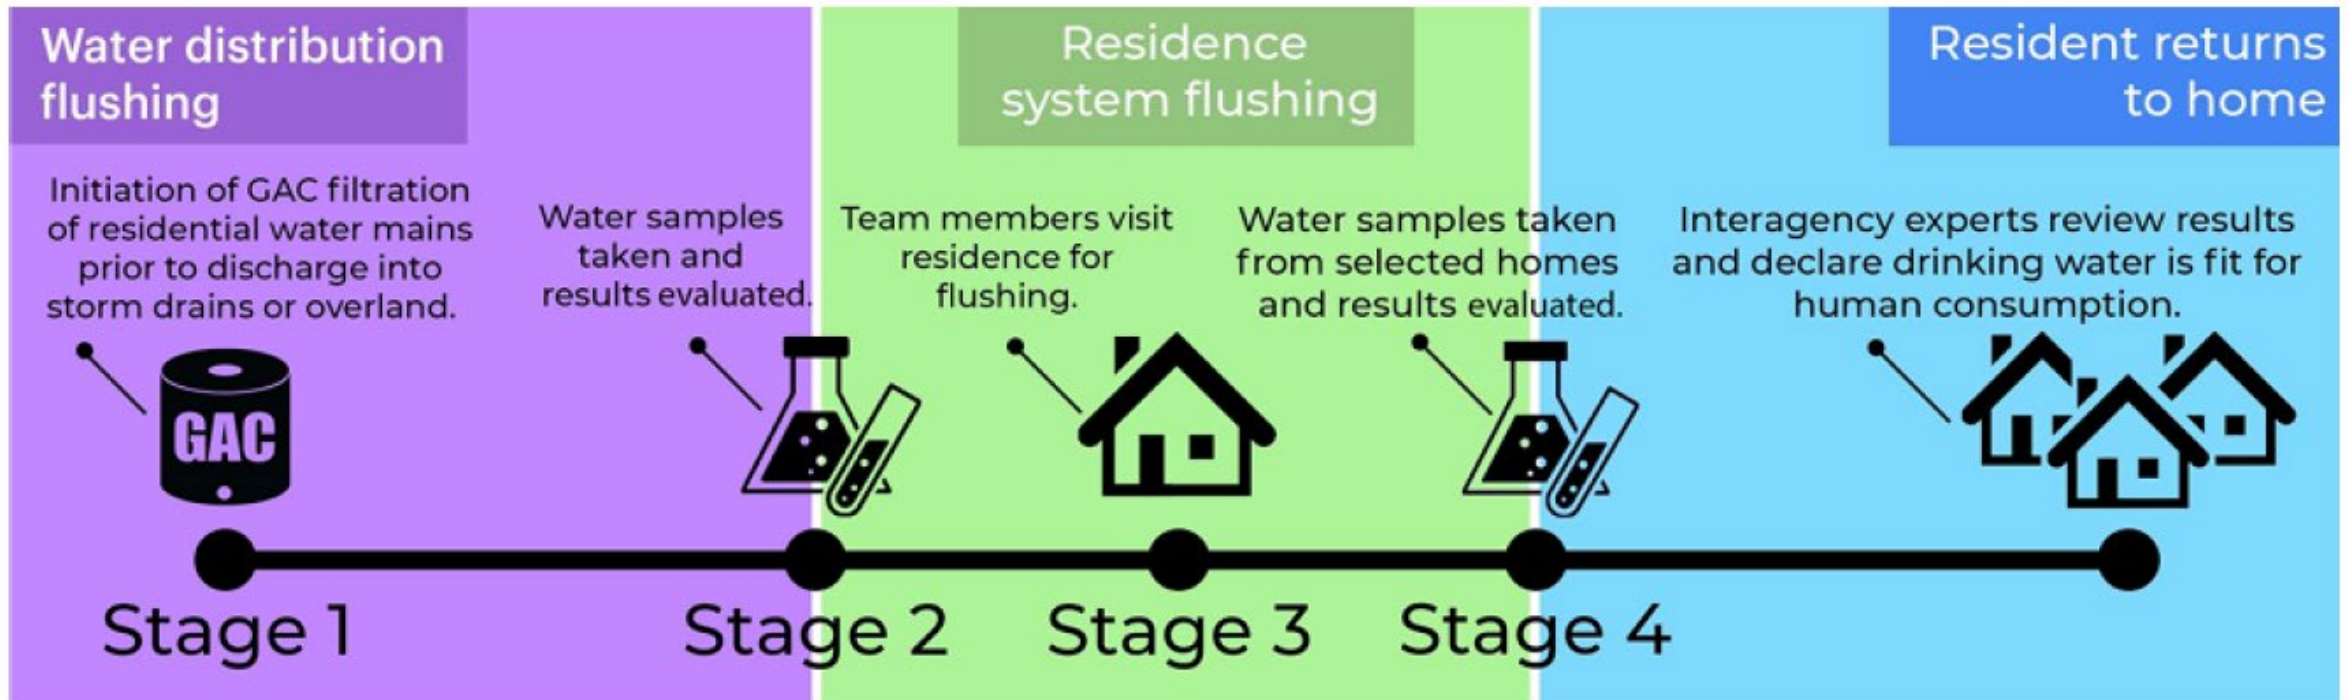 Water distribution
flushing
Initiation of GAC filtration
of residential water mains
prior to discharge into
storm drains or overland.
GAC
Stage 1
Water samples
taken and
results evaluated.
Stage 2
Residence
system flushing
Team members visit
residence for
flushing.
Stage 3
Water samples taken
from selected homes
and results evaluated.
Stage 4
Resident returns
to home
Interagency experts review results
and declare drinking water is fit for
human consumption.